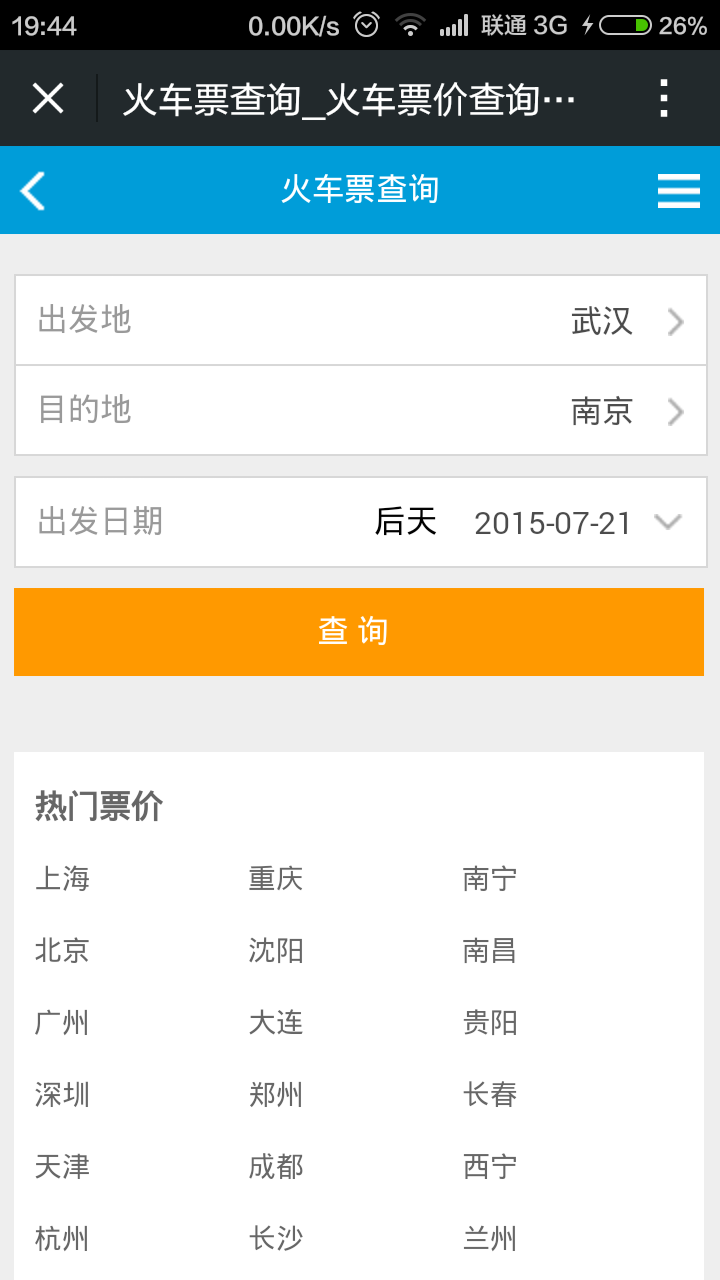 19:44 0.00K/s 联通 3G 26%
火车票查询_火车票价查询···
火车票查询
出发地 武汉
目的地 南京
出发日期 后天 2015-07-21
查 询
热门票价
上海 重庆 南宁
北京 沈阳 南昌
广州 大连 贵阳
深圳 郑州 长春
天津 成都 西宁
杭州 长沙 兰州